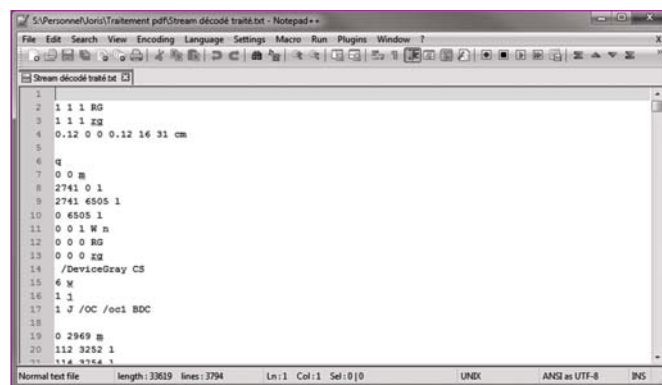 S:\Personnel\Joris\Traitement pdf\Stream décodé traité.txt - Notepad++
File Edit Search View Encoding Language Settings Macro Run Plugins Window ? X
Stream décodé traité.txt
1
2 1 1 1 RG
3 1 1 1 rg
4 0.12 0 0 0.12 16 31 cm
5
6 q
7 0 0 m
8 2741 0 l
9 2741 6505 l
10 0 6505 l
11 0 0 l W n
12 0 0 0 RG
13 0 0 0 rg
14 /DeviceGray CS
15 6 w
16 1 j
17 1 J /OC /oc1 BDC
18
19 0 2969 m
20 112 3252 l
21 114 3254 l
Normal text file length : 33619 lines : 3794 Ln : 1 Col : 1 Sel : 0 | 0 UNIX ANSI as UTF-8 INS